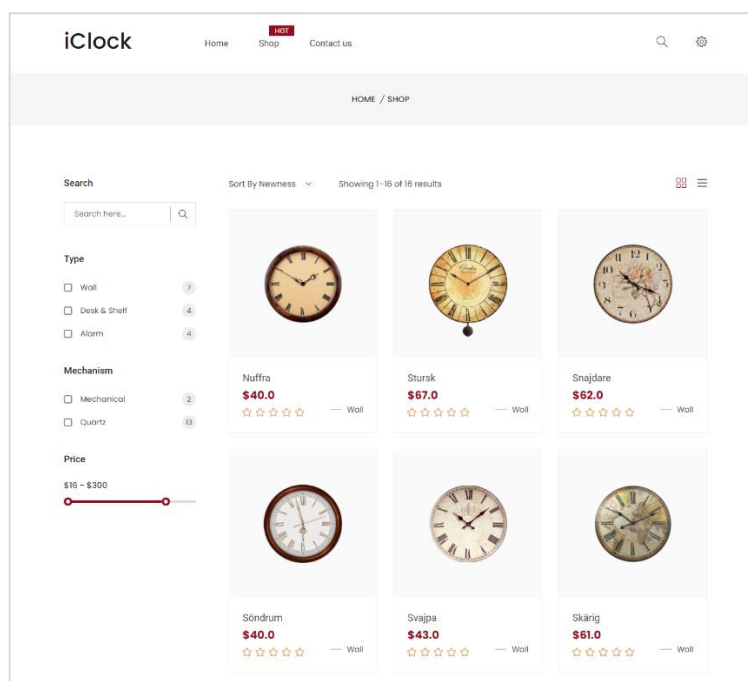 HOT
iClock
Home Shop Contact us
HOME / SHOP
Search
Search here...
Type
Wall 7
Desk & Shelf 4
Alarm 4
Mechanism
Mechanical 2
Quartz 13
Price
$16 - $300
Sort By Newness Showing 1–16 of 16 results
Nuffra
$40.0
Wall
Stursk
$67.0
Wall
Snajdare
$62.0
Wall
Söndrum
$40.0
Wall
Svajpa
$43.0
Wall
Skärig
$61.0
Wall